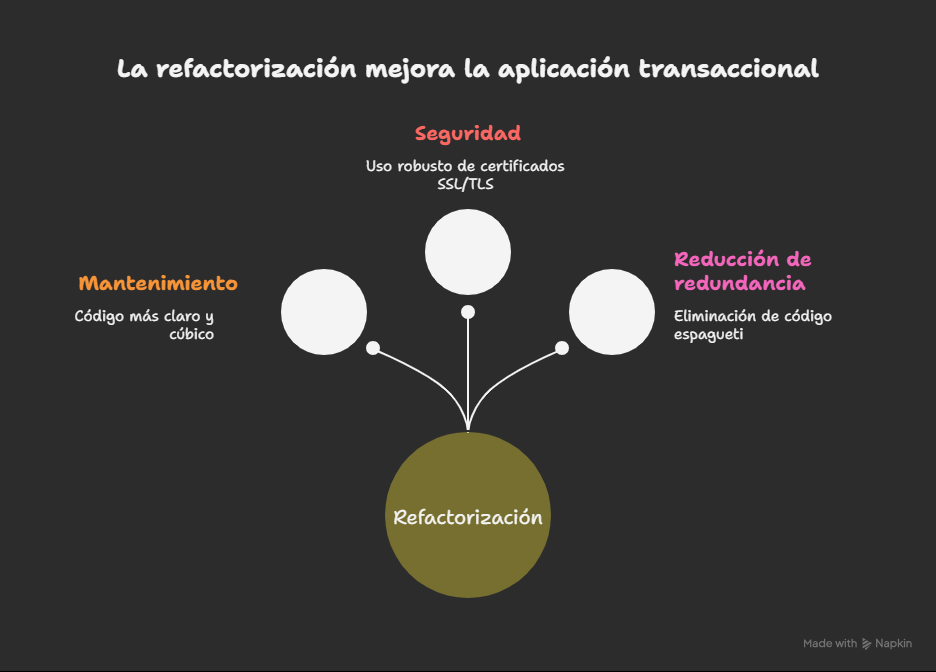 La refactorización mejora la aplicación transaccional
Seguridad
Uso robusto de certificados
SSL/TLS
Mantenimiento
Código más claro y
cúbico
Reducción de
redundancia
Eliminación de código
espagueti
Refactorización
Made with Napkin